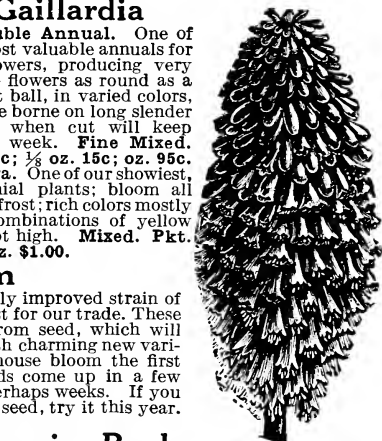 Gaillardia
ble Annual. One of
st valuable annuals for
wers, producing very
flowers as round as a
t ball, in varied colors,
e borne on long slender
when cut will keep
week. Fine Mixed.
c; ⅛ oz. 15c; oz. 95c.
a. One of our showiest,
nial plants; bloom all
frost; rich colors mostly
ombinations of yellow
ot high. Mixed. Pkt.
z. $1.00.
m
ly improved strain of
t for our trade. These
rom seed, which will
h charming new vari-
house bloom the first
ds come up in a few
erhaps weeks. If you
seed, try it this year.